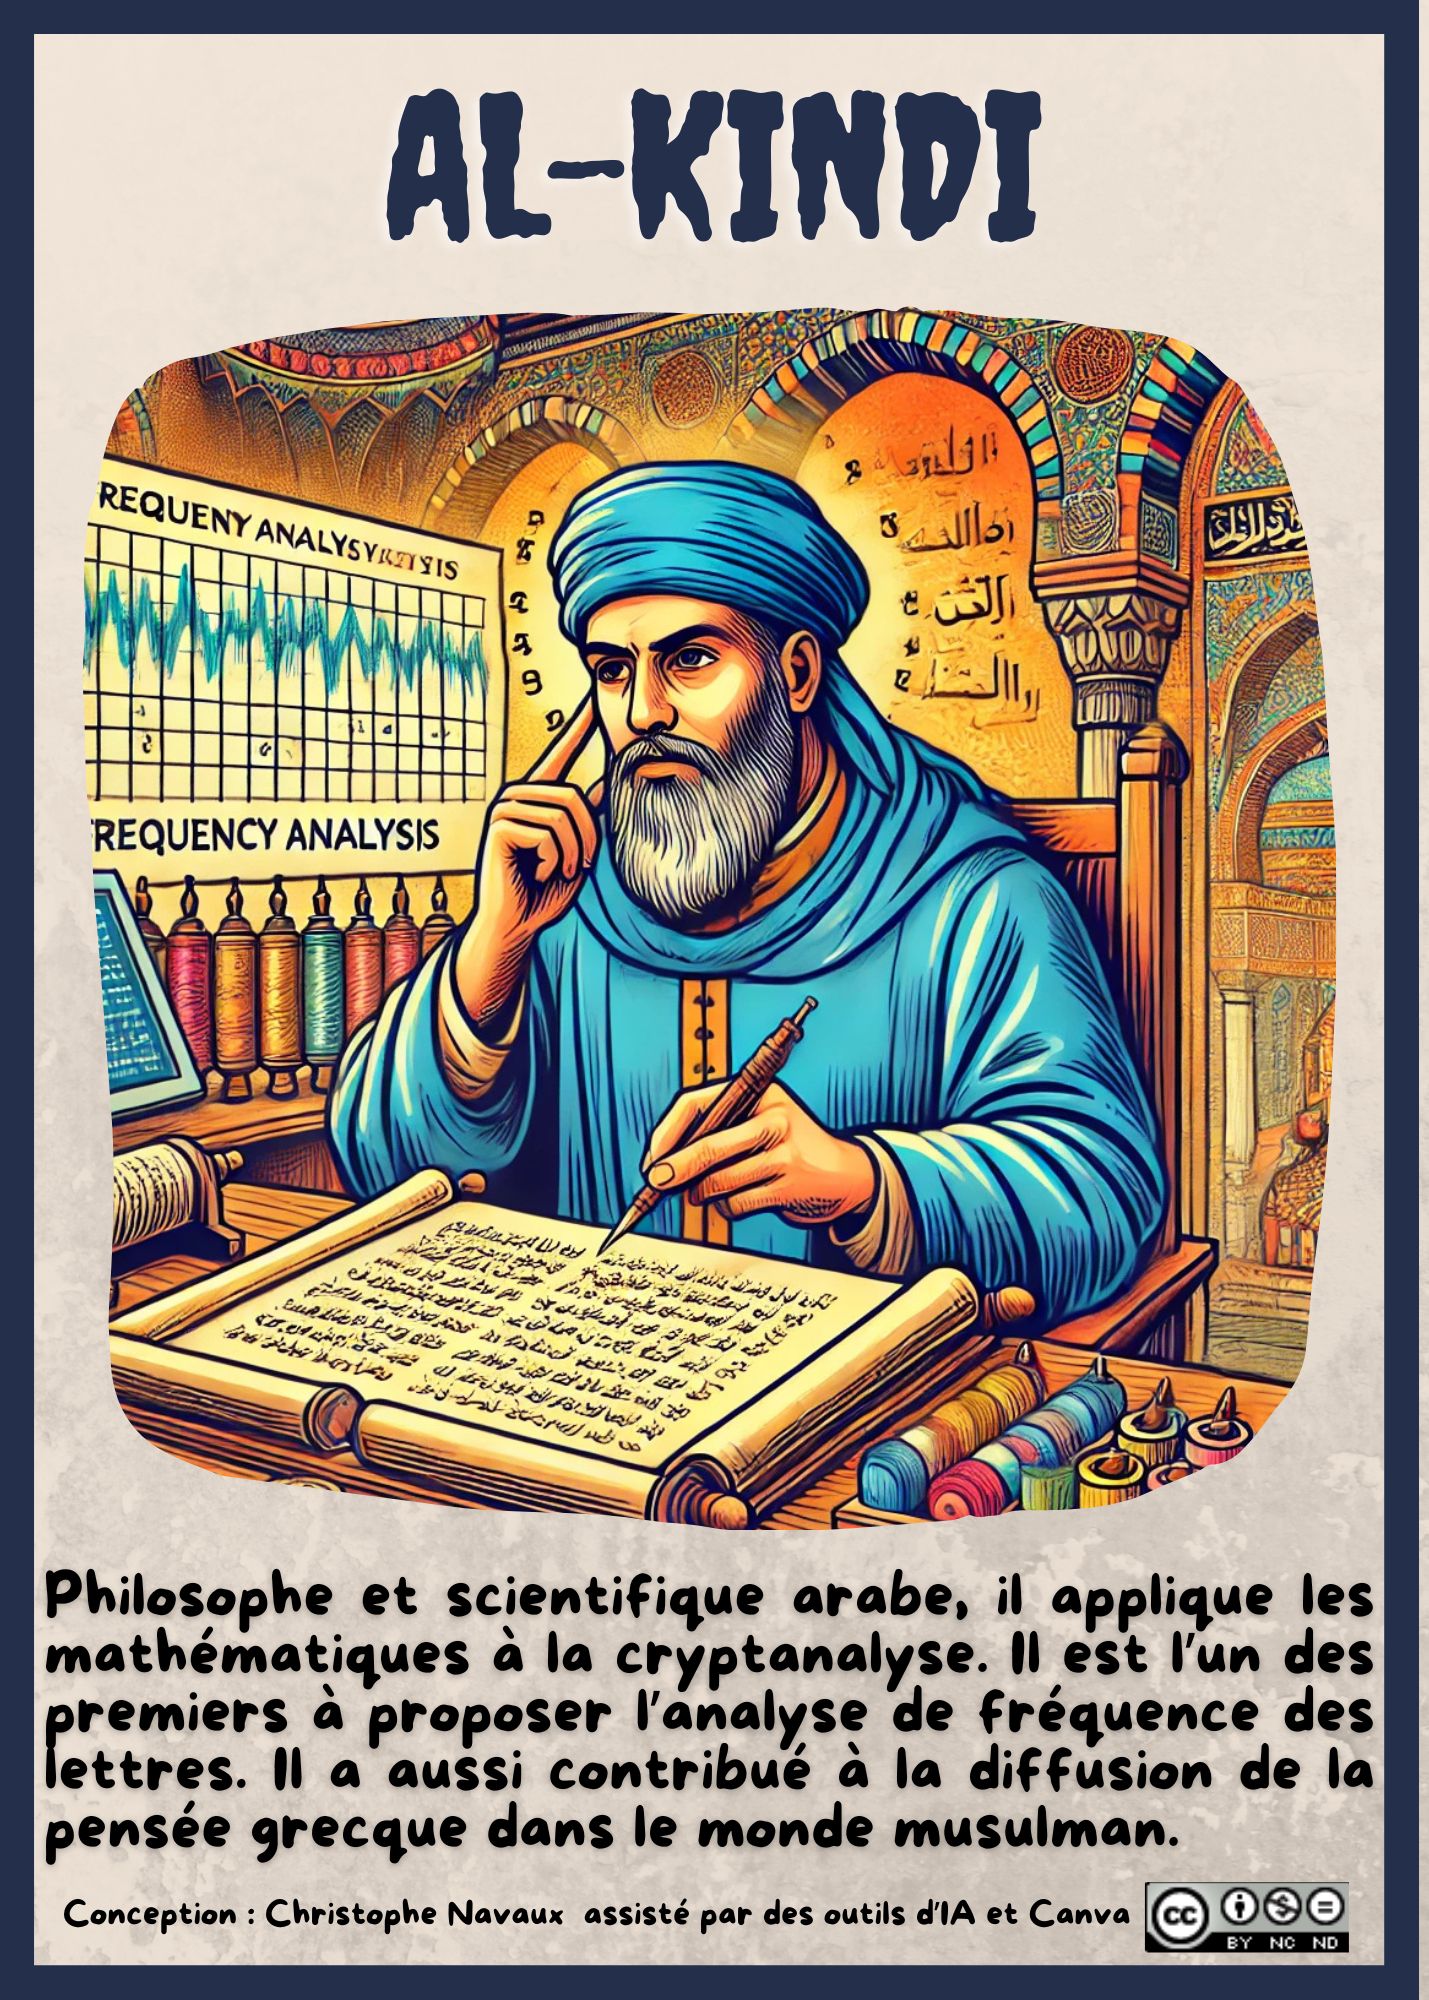 AL-KINDI
REQUENY ANALYSYKTYIS
REQUENCY ANALYSIS
Philosophe et scientifique arabe, il applique les
mathématiques à la cryptanalyse. Il est l'un des
premiers à proposer l'analyse de fréquence des
lettres. Il a aussi contribué à la diffusion de la
pensée grecque dans le monde musulman.
Conception : Christophe Navaux assisté par des outils d'IA et Canva
CC BY NC ND